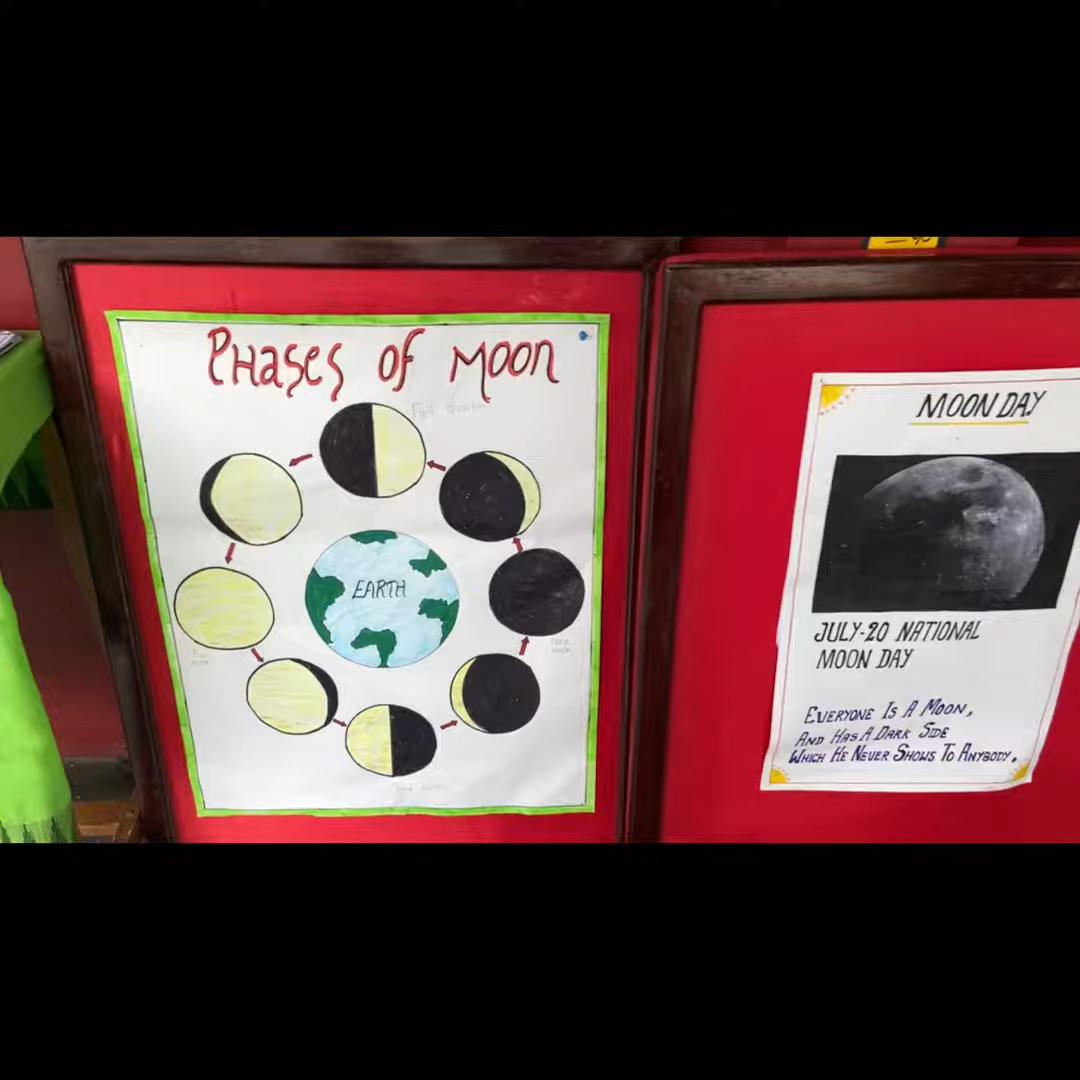 PHASES OF MOON
EARTH
MOON DAY
JULY-20 NATIONAL
MOON DAY
EVERYONE IS A MOON,
AND HAS A DARK SIDE
WHICH HE NEVER SHOWS TO ANYBODY.